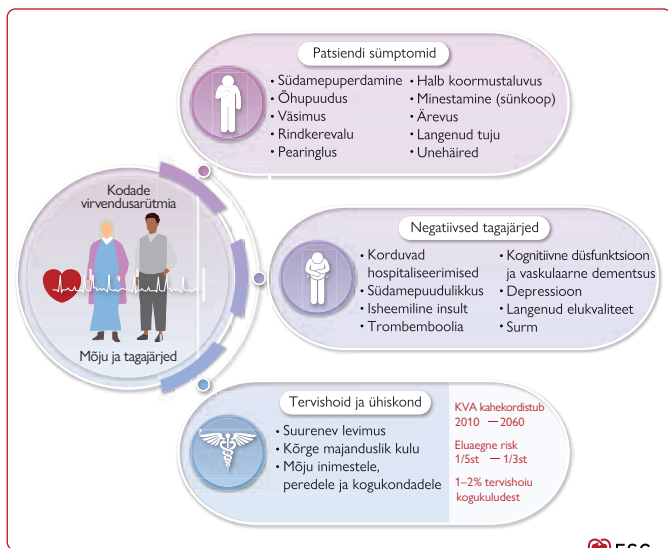 Patsiendi sümptomid
• Südamepuperdamine
• Õhupuudus
• Väsimus
• Rindkerevalu
• Pearinglus
• Halb koormustaluvus
• Minestamine (sünkoop)
• Ärevus
• Langenud tuju
• Unehäired
Kodade
virvendusarütmia
Mõju ja tagajärjed
Negatiivsed tagajärjed
• Korduvad
hospitaliseerimised
• Südamepuudulikkus
• Isheemiline insult
• Trombemboolia
• Kognitiivne düsfunktsioon
ja vaskulaarne dementsus
• Depressioon
• Langenud elukvaliteet
• Surm
Tervishoid ja ühiskond
• Suurenev levimus
• Kõrge majanduslik kulu
• Mõju inimestele,
peredele ja kogukondadele
KVA kahekordistub
2010 — 2060
Eluaegne risk
1/5st — 1/3st
1–2% tervishoiu
kogukuludest